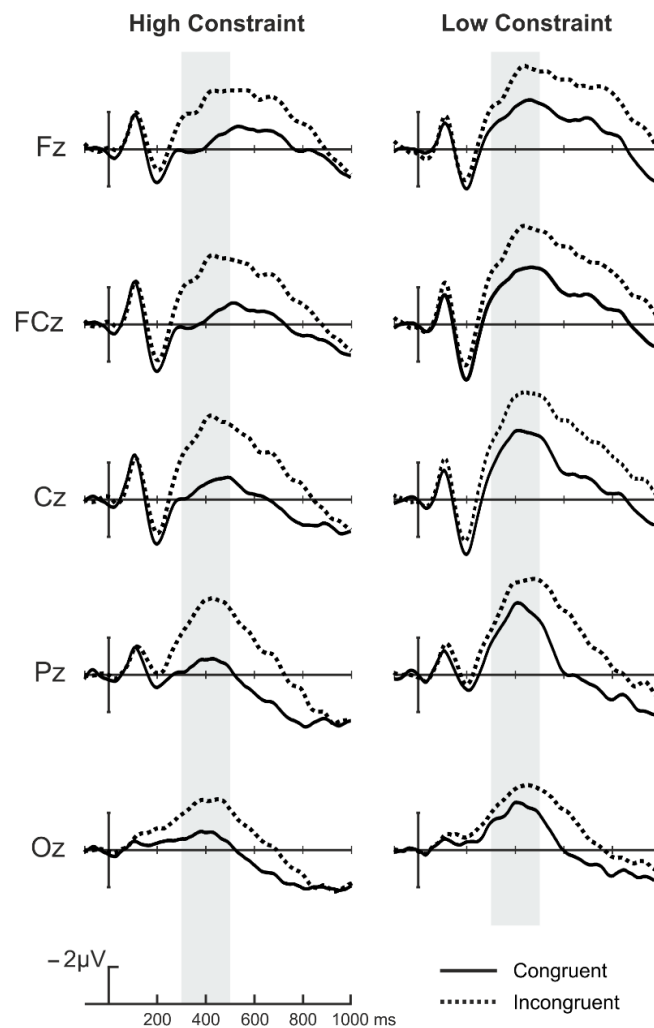 High Constraint Low Constraint
Fz
FCz
Cz
Pz
Oz
−2µV
Congruent
Incongruent
200 400 600 800 1000 ms